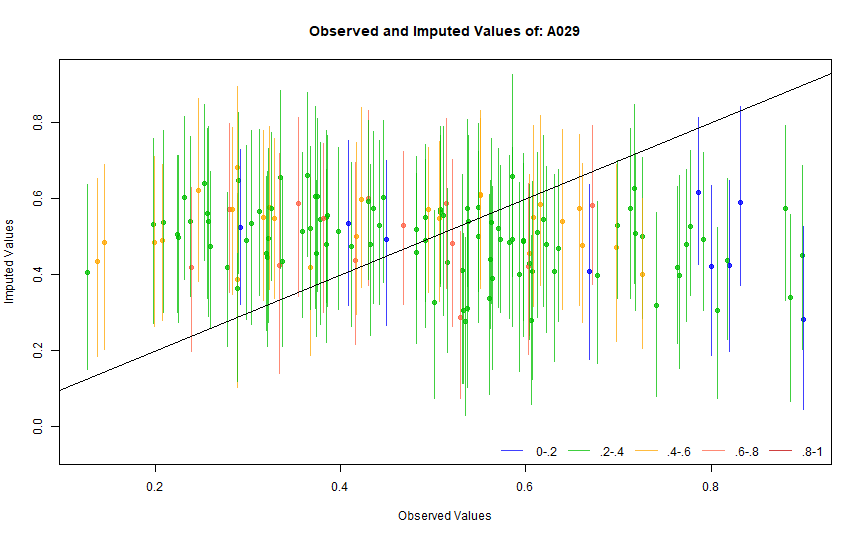 Observed and Imputed Values of: A029
Imputed Values
0.8
0.6
0.4
0.2
0.0
0-.2 .2-.4 .4-.6 .6-.8 .8-1
0.2 0.4 0.6 0.8
Observed Values